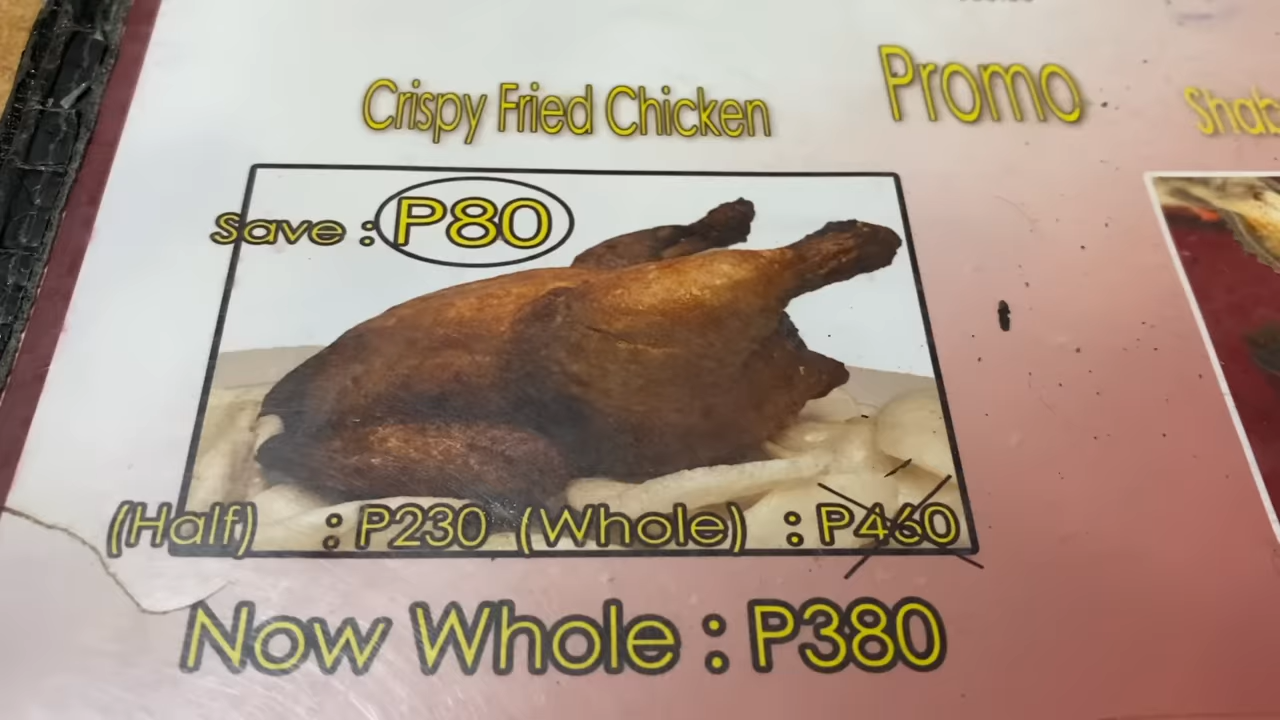 Crispy Fried Chicken
Promo
Save : P80
(Half) : P230 (Whole) : P460
Now Whole : P380